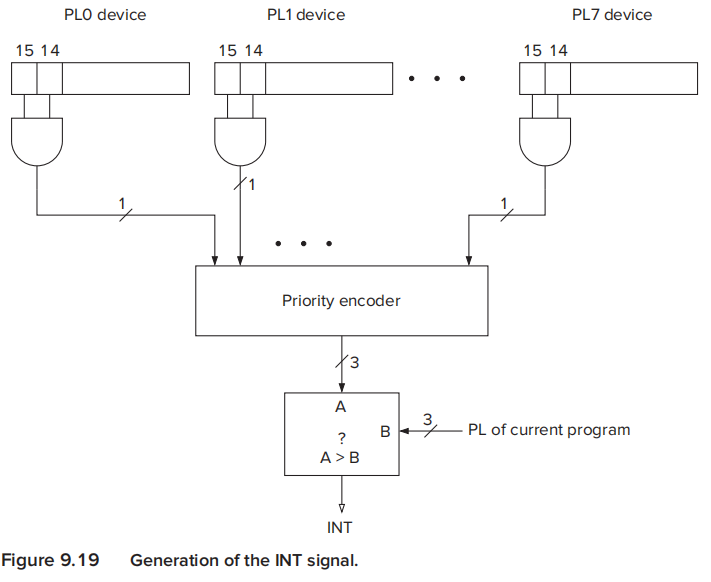 PL0 device PL1 device PL7 device
15 14 15 14 15 14
1
1 1
Priority encoder
3
A
3
B PL of current program
?
A > B
INT
Figure 9.19 Generation of the INT signal.